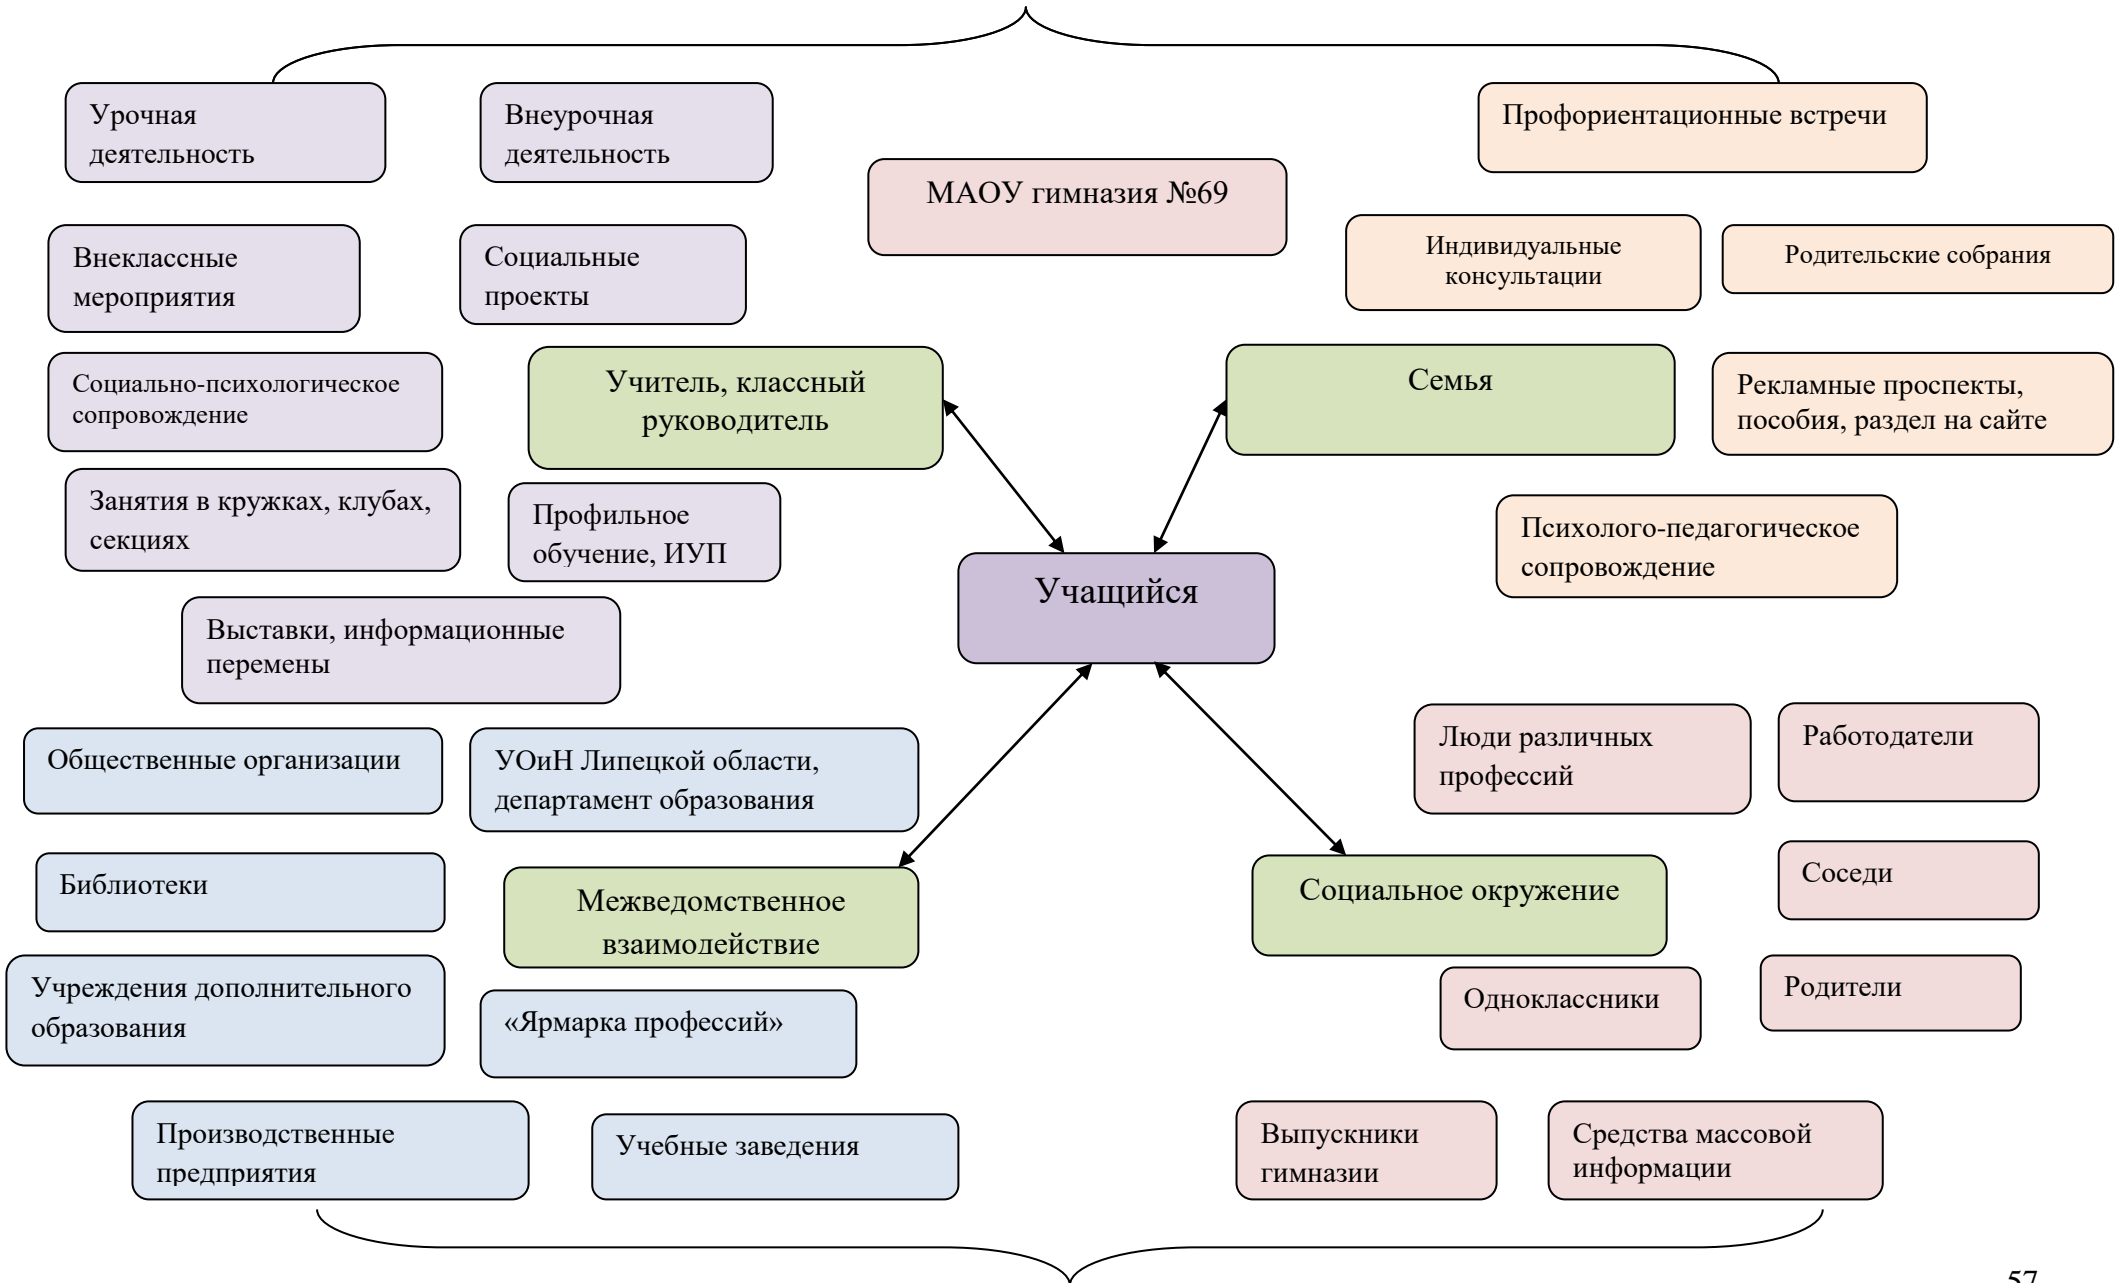 Урочная
деятельность
Внеурочная
деятельность
Профориентационные встречи
МАОУ гимназия №69
Внеклассные
мероприятия
Социальные
проекты
Индивидуальные
консультации
Родительские собрания
Социально-психологическое
сопровождение
Учитель, классный
руководитель
Семья
Рекламные проспекты,
пособия, раздел на сайте
Занятия в кружках, клубах,
секциях
Профильное
обучение, ИУП
Психолого-педагогическое
сопровождение
Учащийся
Выставки, информационные
перемены
Общественные организации
УОиН Липецкой области,
департамент образования
Люди различных
профессий
Работодатели
Библиотеки
Межведомственное
взаимодействие
Социальное окружение
Соседи
Учреждения дополнительного
образования
«Ярмарка профессий»
Одноклассники
Родители
Производственные
предприятия
Учебные заведения
Выпускники
гимназии
Средства массовой
информации
57